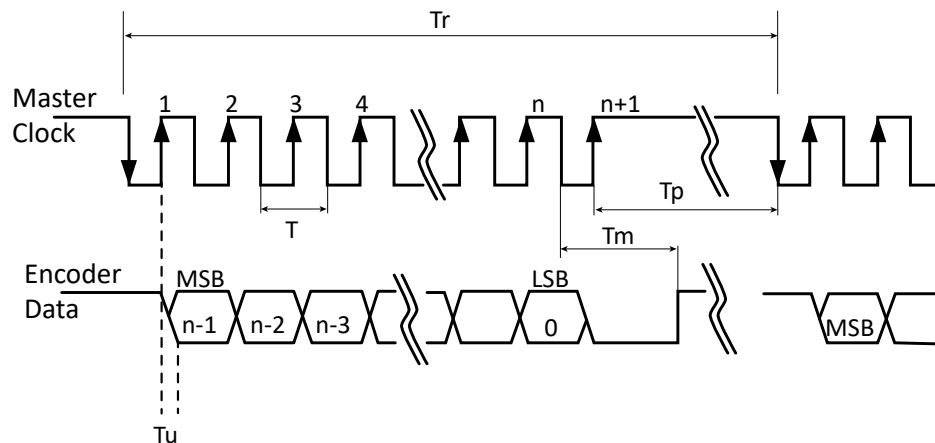 Tr
Master
Clock
1 2 3 4 n n+1
T
Tp
Tm
Encoder
Data
MSB LSB
n-1 n-2 n-3 0 MSB
Tu